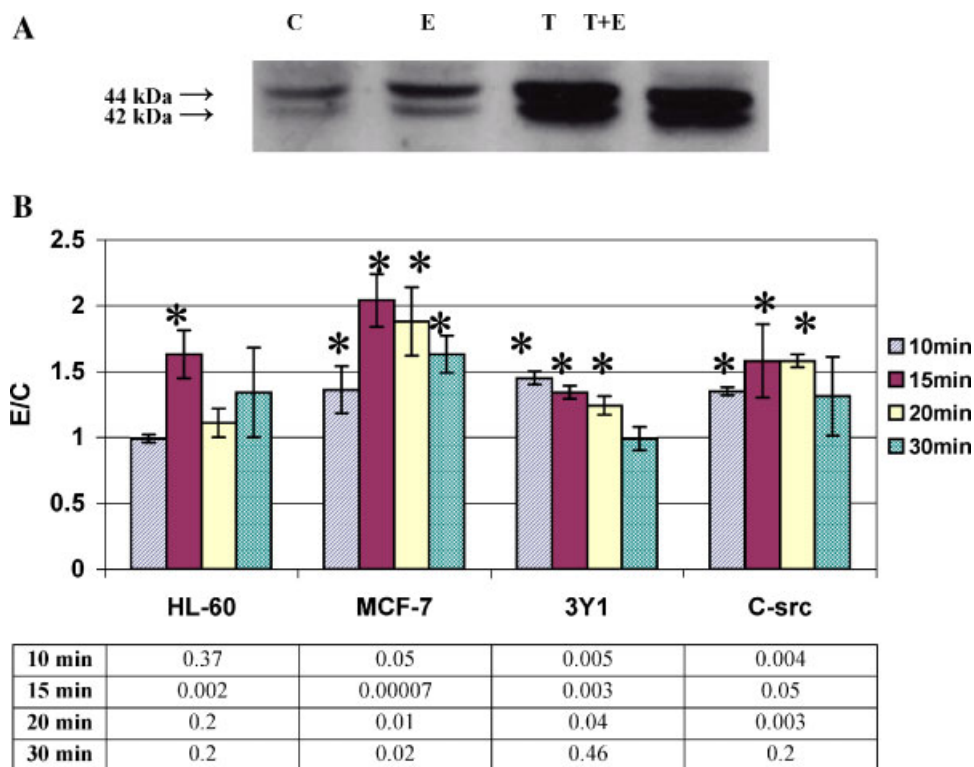 A
C E T T+E
44 kDa →
42 kDa →
B
2.5
2
1.5
1
0.5
0
E/C
* * * * * * * * * * *
10min
15min
20min
30min
HL-60 MCF-7 3Y1 C-src
10 min 0.37 0.05 0.005 0.004
15 min 0.002 0.00007 0.003 0.05
20 min 0.2 0.01 0.04 0.003
30 min 0.2 0.02 0.46 0.2